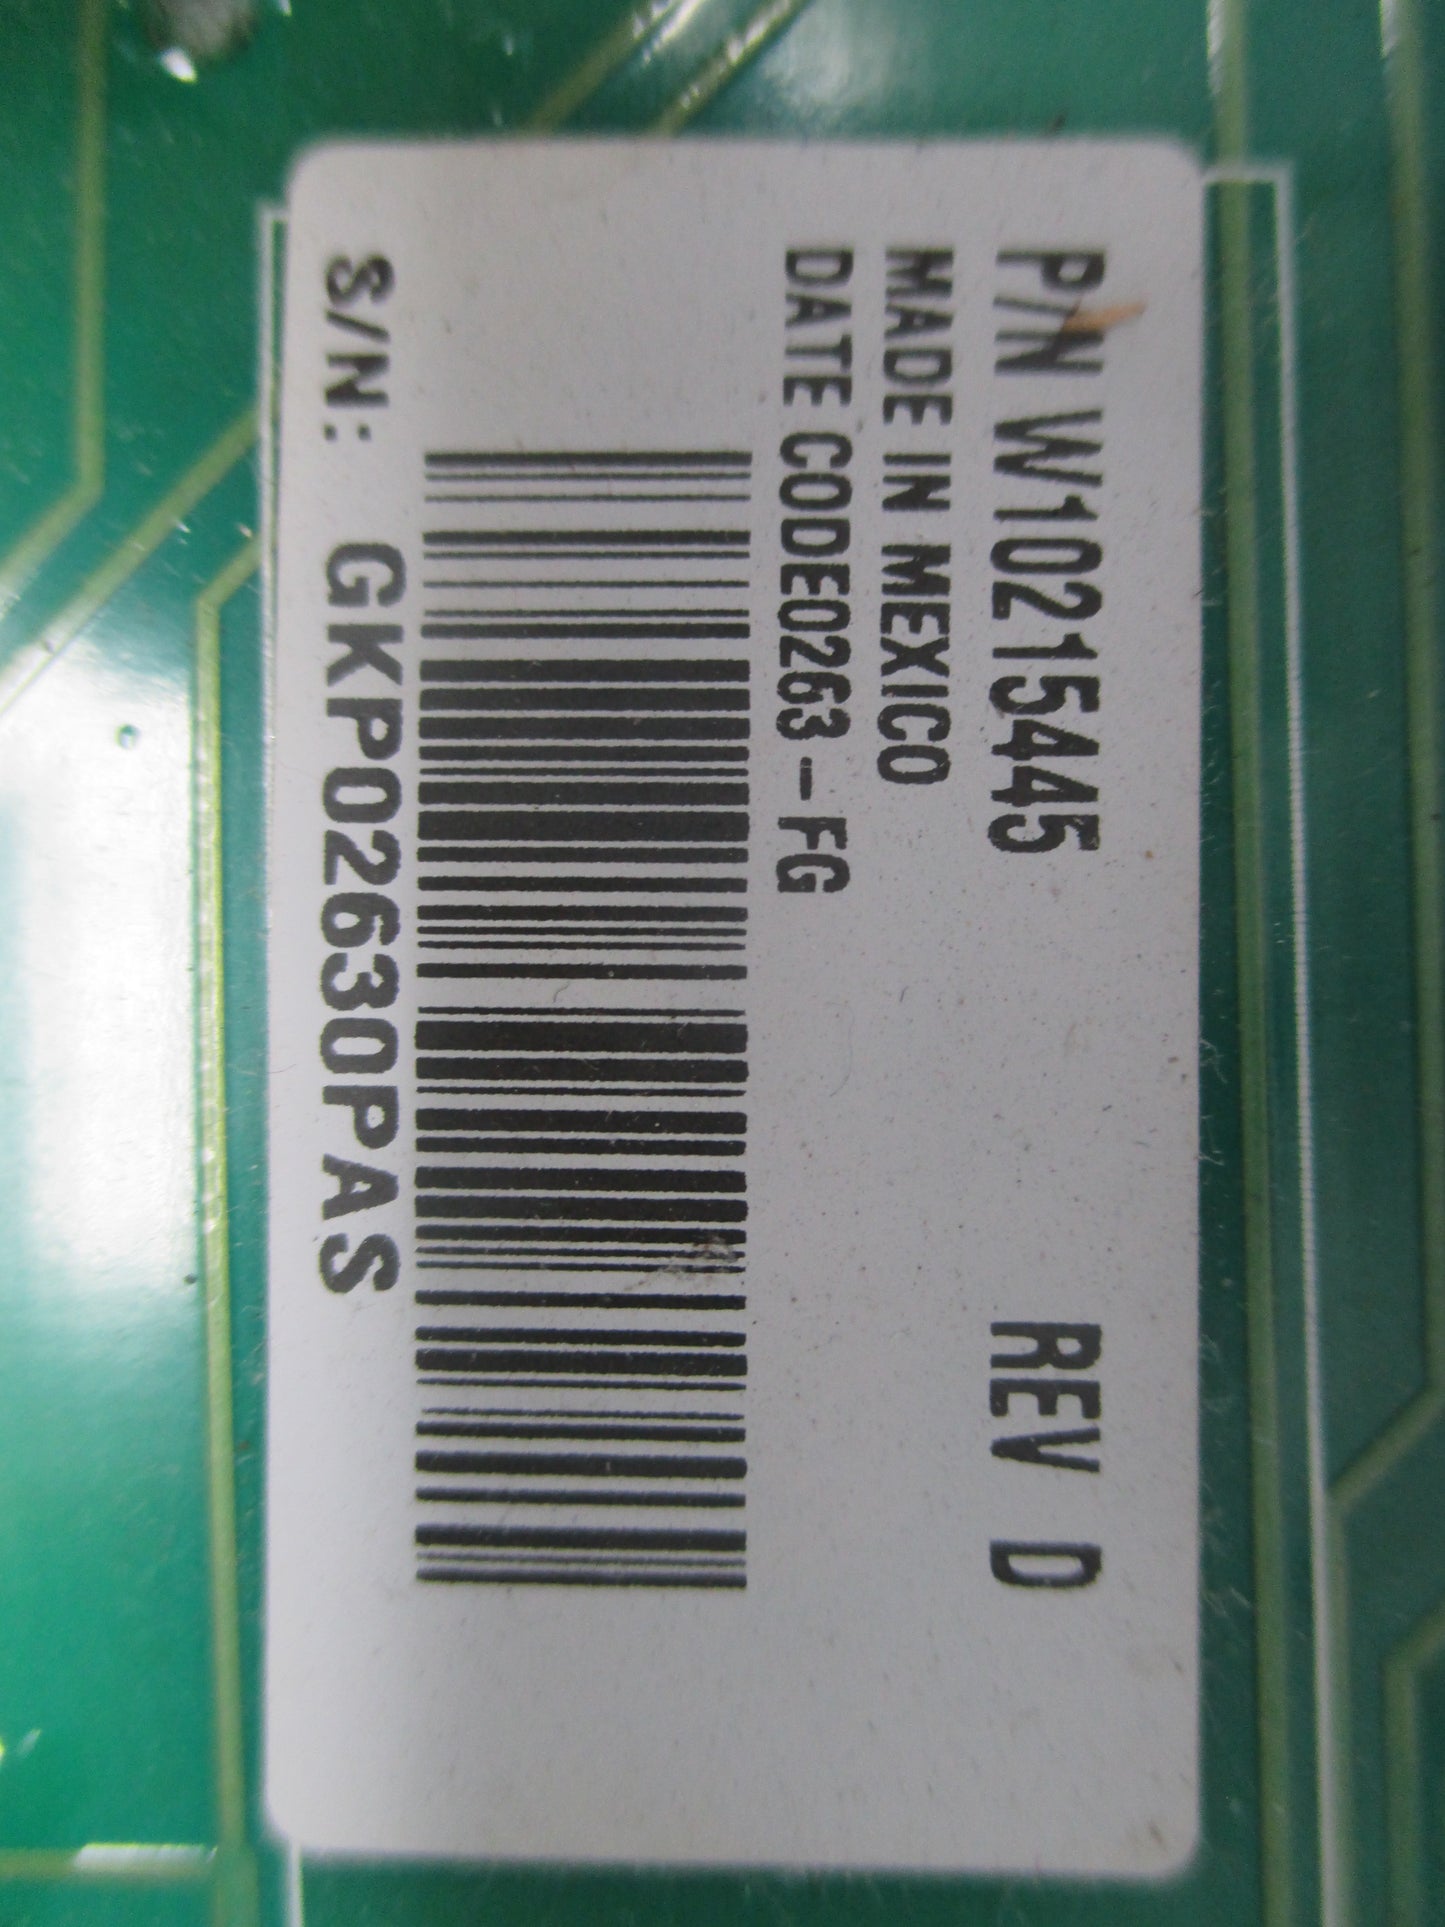 P/N W10215445 REV D
MADE IN MEXICO
DATE CODE0263-FG
S/N: GKP02630PAS